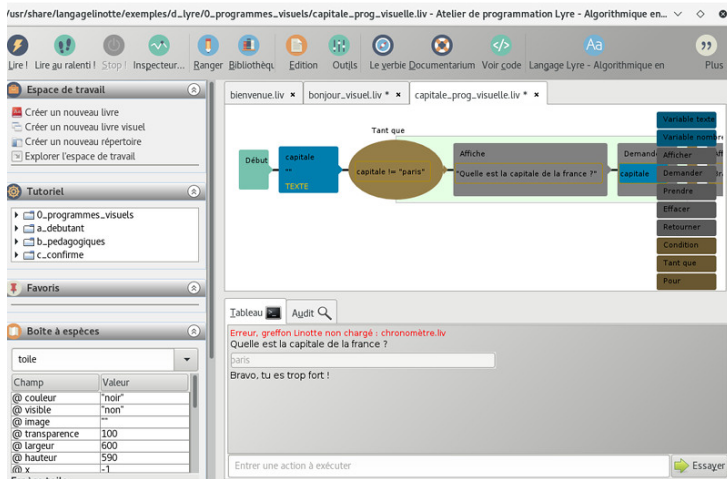 /usr/share/langagelinotte/exemples/d_lyre/0_programmes_visuels/capitale_prog_visuelle.liv - Atelier de programmation Lyre - Algorithmique en...
Lire ! Lire au ralenti ! Stop ! Inspecteur... Ranger Bibliothèqu Edition Outils Le verbie Documentarium Voir code Langage Lyre - Algorithmique en Plus
Espace de travail
Créer un nouveau livre
Créer un nouveau livre visuel
Créer un nouveau répertoire
Explorer l'espace de travail
Tutoriel
0_programmes_visuels
a_debutant
b_pedagogiques
c_confirme
Favoris
Boîte à espèces
toile
Champ Valeur
@ couleur "noir"
@ visible "non"
@ image ""
@ transparence 100
@ largeur 600
@ hauteur 590
@ x -1
bienvenue.liv × bonjour_visuel.liv * × capitale_prog_visuelle.liv * ×
Tant que
Début
capitale
""
TEXTE
capitale != "paris"
Affiche
"Quelle est la capitale de la france ?"
capitale
Variable texte
Variable nombre
Afficher
Demander
Prendre
Effacer
Retourner
Condition
Tant que
Pour
Tableau Audit
Erreur, greffon Linotte non chargé : chronomètre.liv
Quelle est la capitale de la france ?
paris
Bravo, tu es trop fort !
Entrer une action à exécuter Essayer